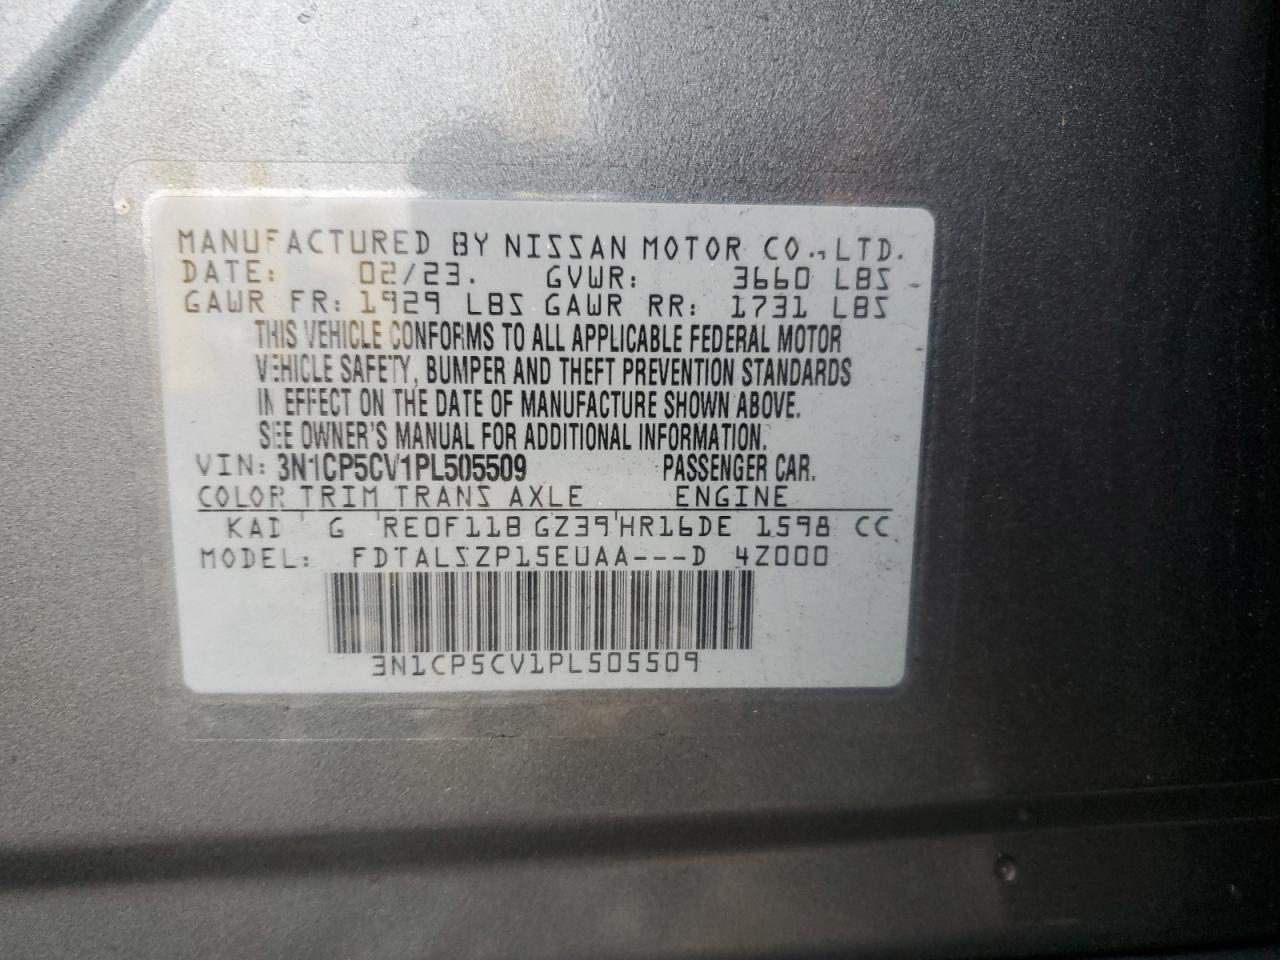 MANUFACTURED BY NISSAN MOTOR CO., LTD.
DATE: 02/23. GVWR: 3660 LBS
GAWR FR: 1929 LBS GAWR RR: 1731 LBS
THIS VEHICLE CONFORMS TO ALL APPLICABLE FEDERAL MOTOR
VEHICLE SAFETY, BUMPER AND THEFT PREVENTION STANDARDS
IN EFFECT ON THE DATE OF MANUFACTURE SHOWN ABOVE.
SEE OWNER'S MANUAL FOR ADDITIONAL INFORMATION.
VIN: 3N1CP5CV1PL505509 PASSENGER CAR.
COLOR TRIM TRANS AXLE ENGINE
KAD G RE0F11B GZ39 HR16DE 1598 CC
MODEL: FDTALSZP15EUAA---D 4Z000
3N1CP5CV1PL505509